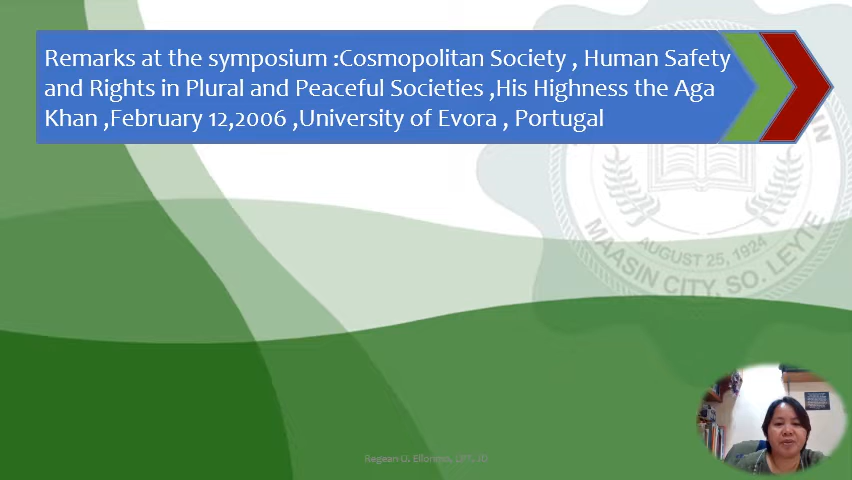 Remarks at the symposium :Cosmopolitan Society , Human Safety
and Rights in Plural and Peaceful Societies ,His Highness the Aga
Khan ,February 12,2006 ,University of Evora , Portugal
AUGUST 25, 1924
MAASIN CITY, SO. LEYTE